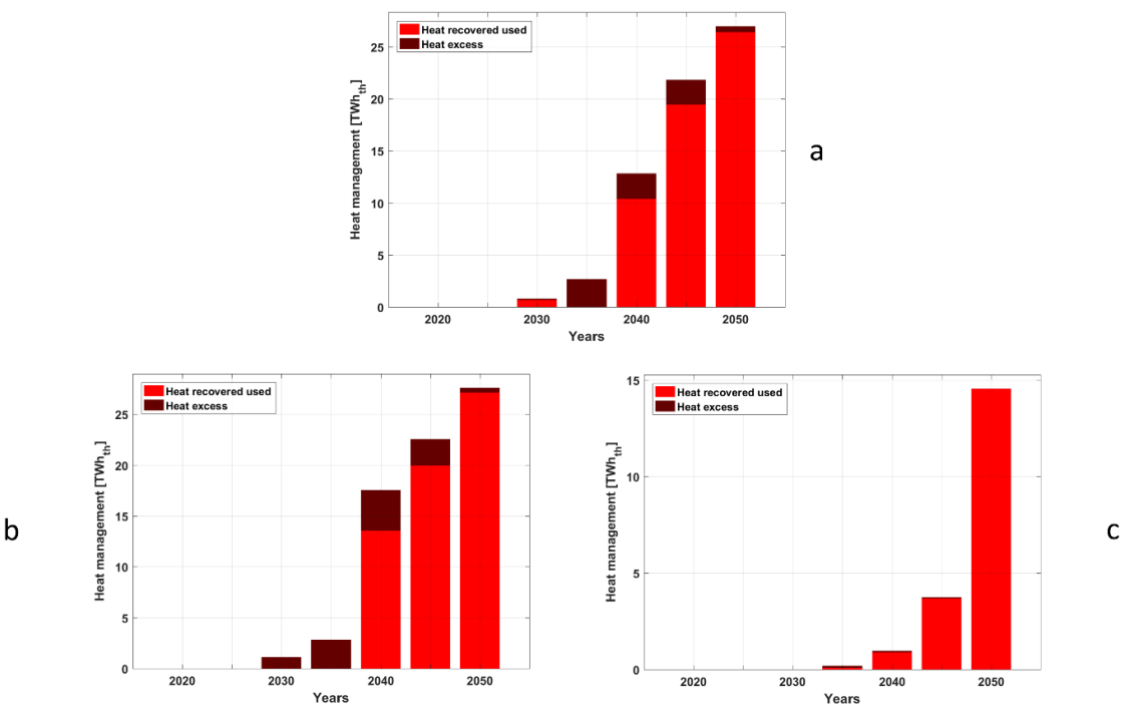 Heat recovered used
Heat excess
25
20
15
10
5
0
Heat management [TWh_th]
2020 2030 2040 2050
Years
a
Heat recovered used
Heat excess
25
20
15
10
5
0
Heat management [TWh_th]
2020 2030 2040 2050
Years
b
Heat recovered used
Heat excess
15
10
5
0
Heat management [TWh_th]
2020 2030 2040 2050
Years
c